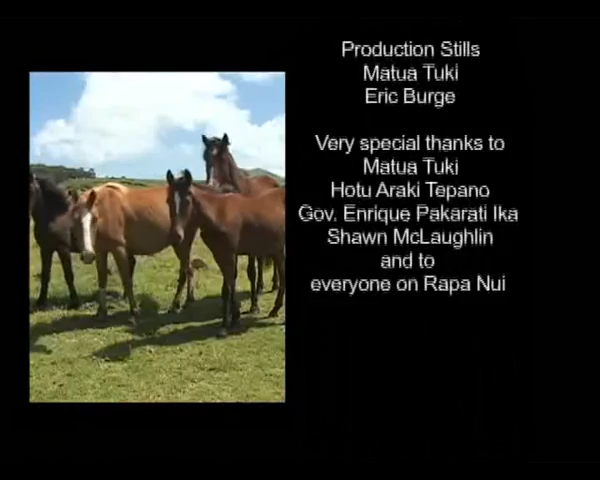 Production Stills
Matua Tuki
Eric Burge
Very special thanks to
Matua Tuki
Hotu Araki Tepano
Gov. Enrique Pakarati Ika
Shawn McLaughlin
and to
everyone on Rapa Nui